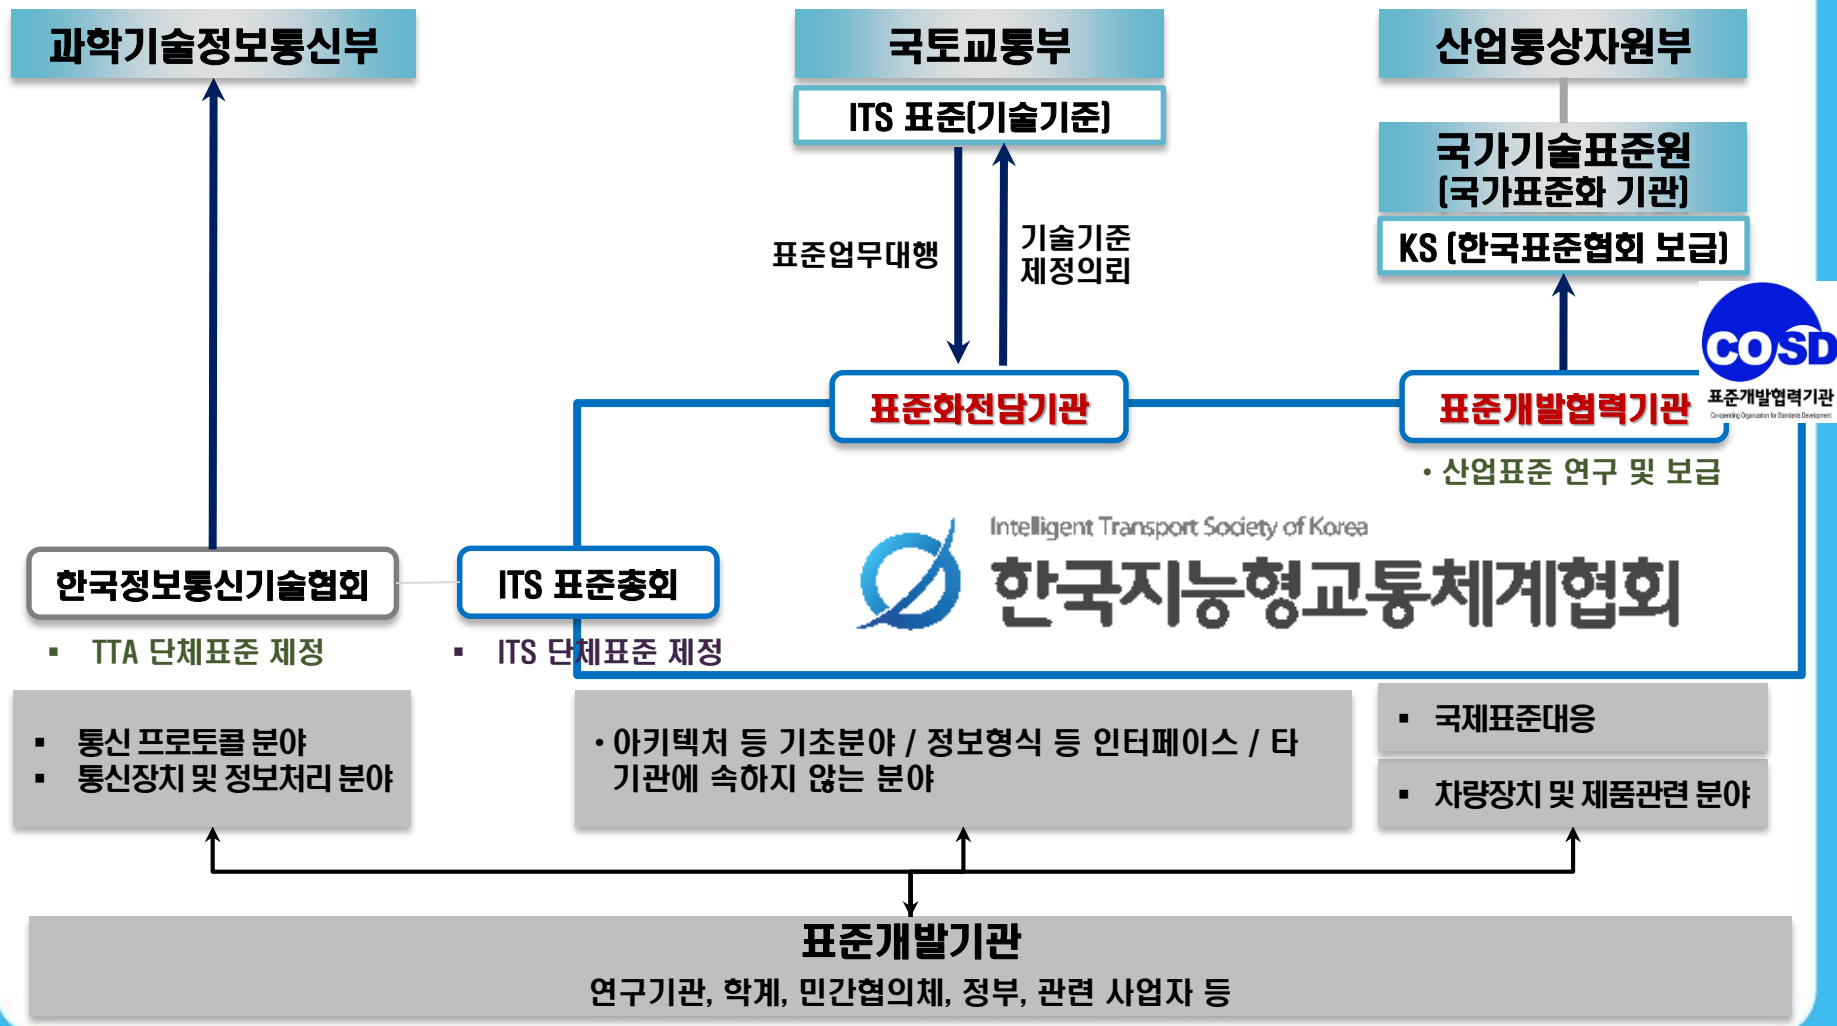 과학기술정보통신부
국토교통부
ITS 표준(기술기준)
산업통상자원부
국가기술표준원
(국가표준화 기관)
KS (한국표준협회 보급)
표준업무대행
기술기준
제정의뢰
COSD
표준개발협력기관
Co-operating Organization for Standards Development
표준화전담기관
표준개발협력기관
• 산업표준 연구 및 보급
Intelligent Transport Society of Korea
한국지능형교통체계협회
한국정보통신기술협회
ITS 표준총회
▪ TTA 단체표준 제정
▪ ITS 단체표준 제정
▪ 통신 프로토콜 분야
▪ 통신장치 및 정보처리 분야
• 아키텍처 등 기초분야 / 정보형식 등 인터페이스 / 타
기관에 속하지 않는 분야
▪ 국제표준대응
▪ 차량장치 및 제품관련 분야
표준개발기관
연구기관, 학계, 민간협의체, 정부, 관련 사업자 등